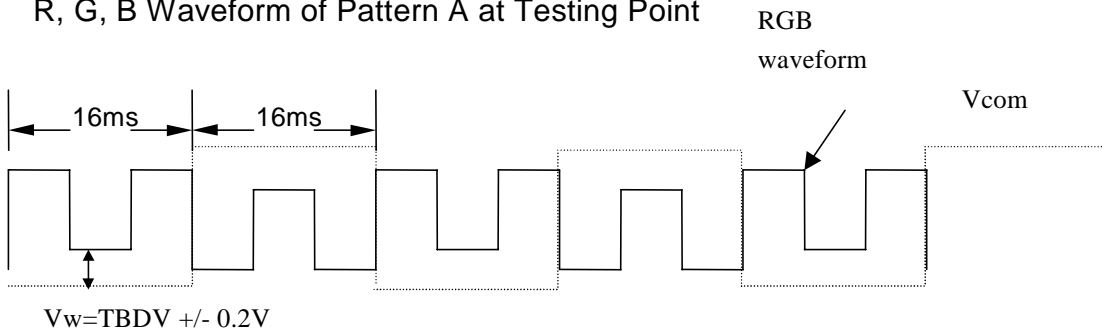 R, G, B Waveform of Pattern A at Testing Point
RGB
waveform
Vcom
16ms
16ms
Vw=TBDV +/- 0.2V